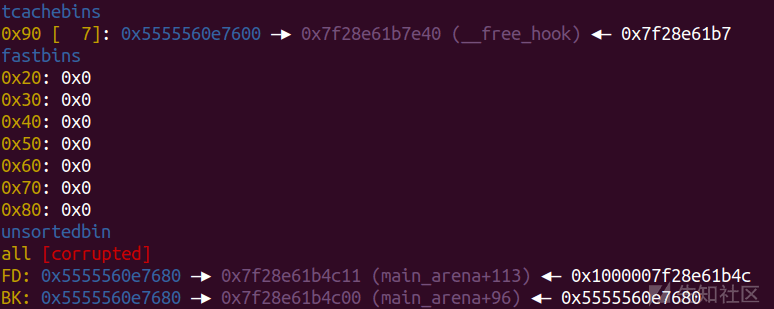 tcachebins
0x90 [  7]: 0x5555560e7600 —▸ 0x7f28e61b7e40 (__free_hook) ◂— 0x7f28e61b7
fastbins
0x20: 0x0
0x30: 0x0
0x40: 0x0
0x50: 0x0
0x60: 0x0
0x70: 0x0
0x80: 0x0
unsortedbin
all [corrupted]
FD: 0x5555560e7680 —▸ 0x7f28e61b4c11 (main_arena+113) ◂— 0x1000007f28e61b4c
BK: 0x5555560e7680 —▸ 0x7f28e61b4c00 (main_arena+96) ◂— 0x5555560e7680
先知社区